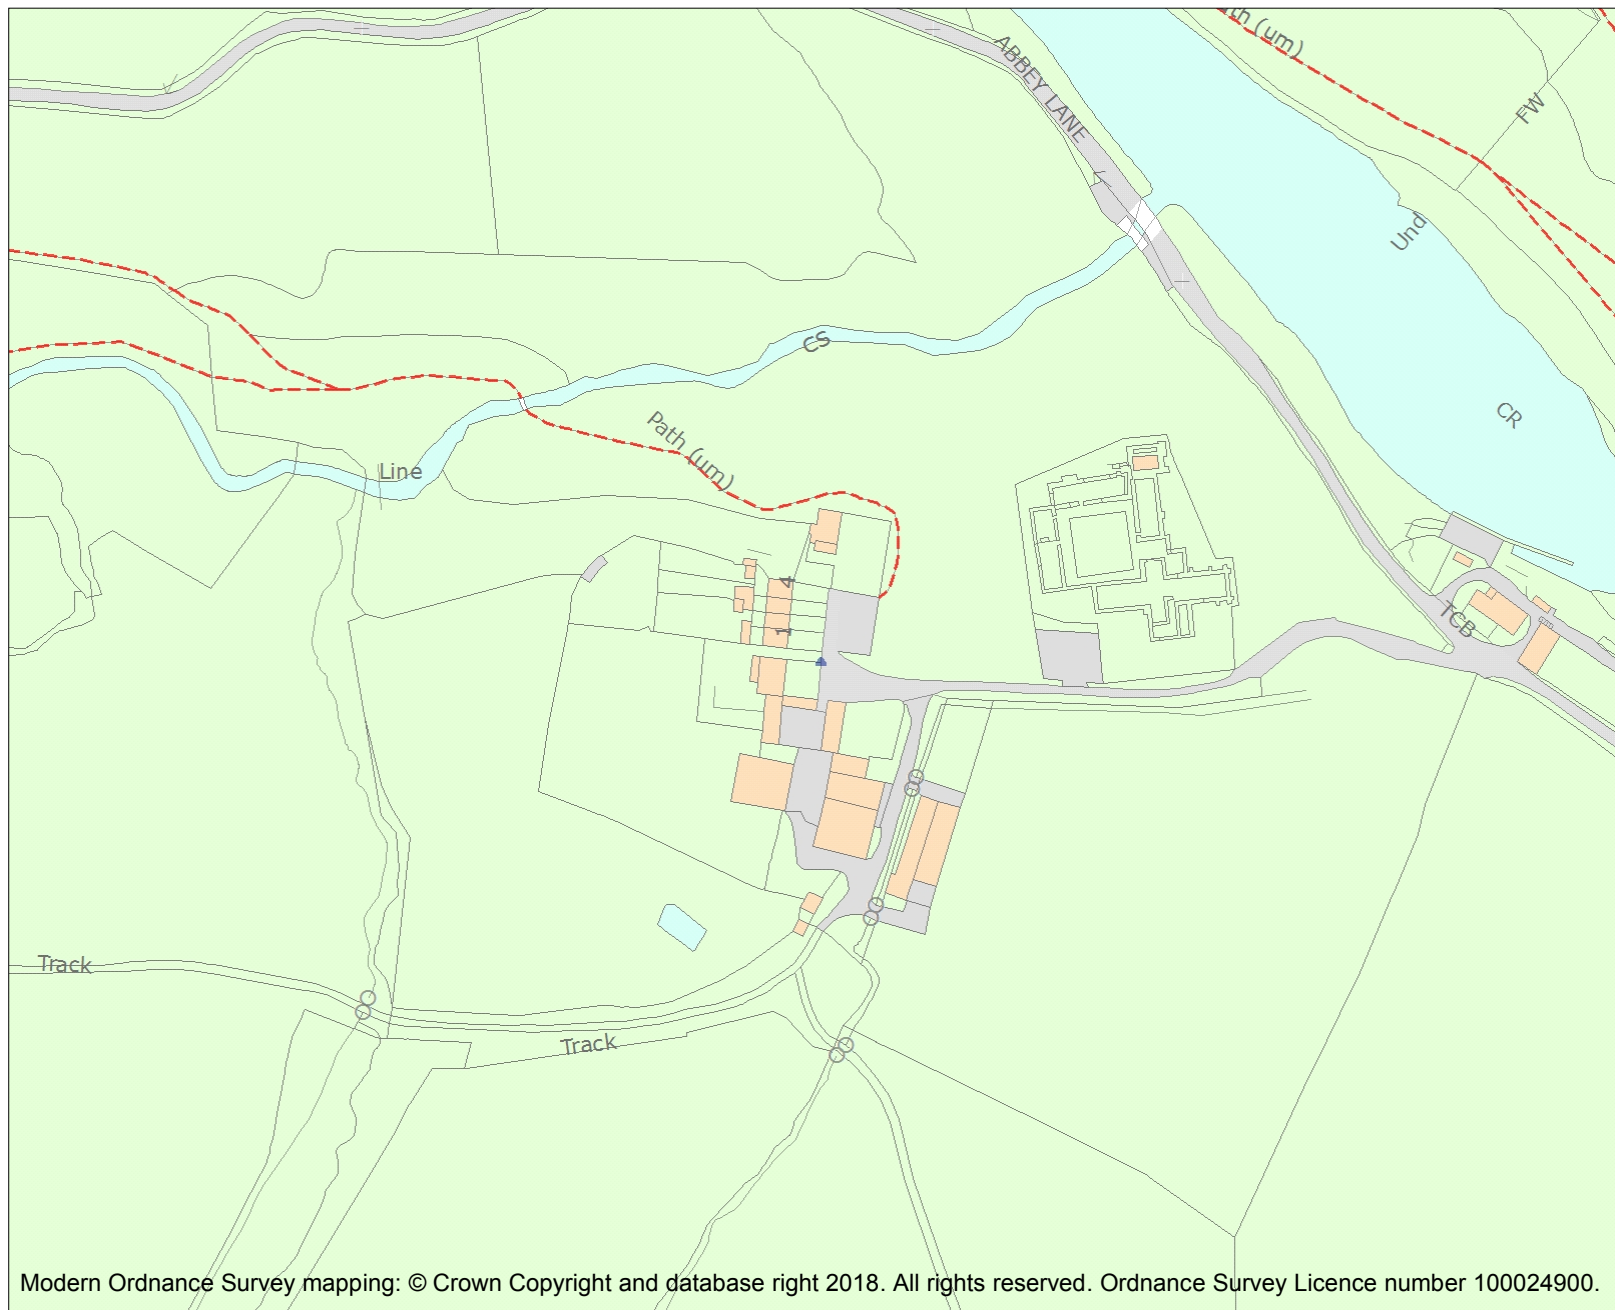 th (um)
ABBEY LANE
FW
Und
CS
CR
Path (um)
Line
4
1
TCB
Track
Track
Modern Ordnance Survey mapping: © Crown Copyright and database right 2018. All rights reserved. Ordnance Survey Licence number 100024900.